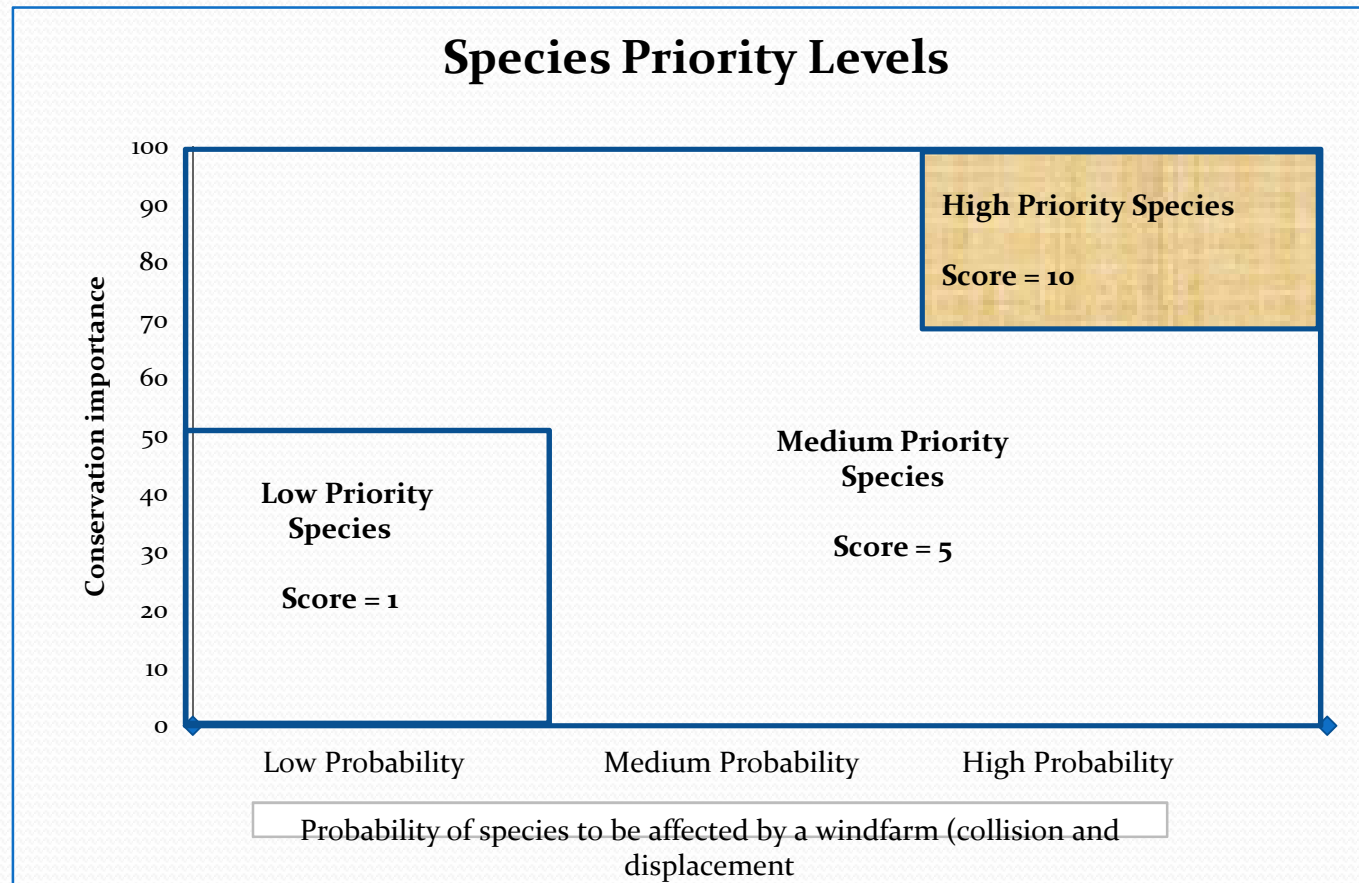 Species Priority Levels
100
90
80
70
60
50
40
30
20
10
0
Conservation importance
High Priority Species
Score = 10
Medium Priority
Species
Score = 5
Low Priority
Species
Score = 1
Low Probability
Medium Probability
High Probability
Probability of species to be affected by a windfarm (collision and
displacement